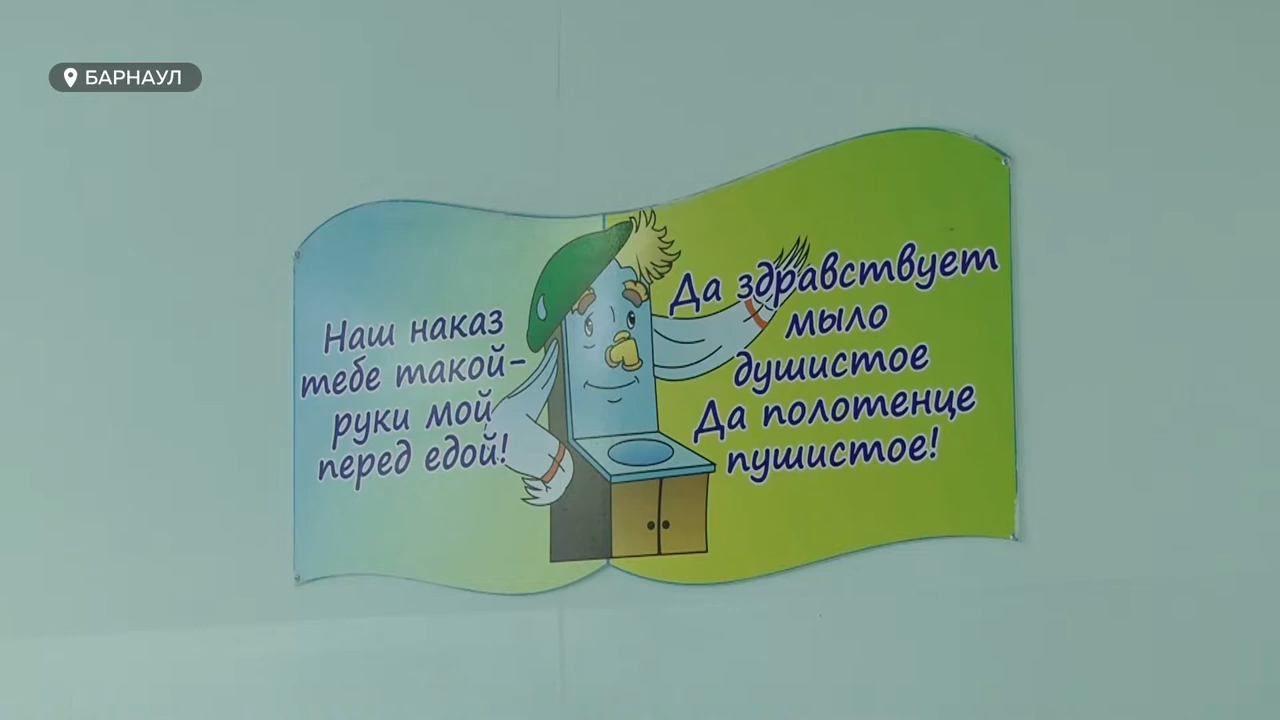 БАРНАУЛ
Наш наказ
тебе такой-
руки мой
перед едой!
Да здравствует
мыло
душистое
Да полотенце
пушистое!